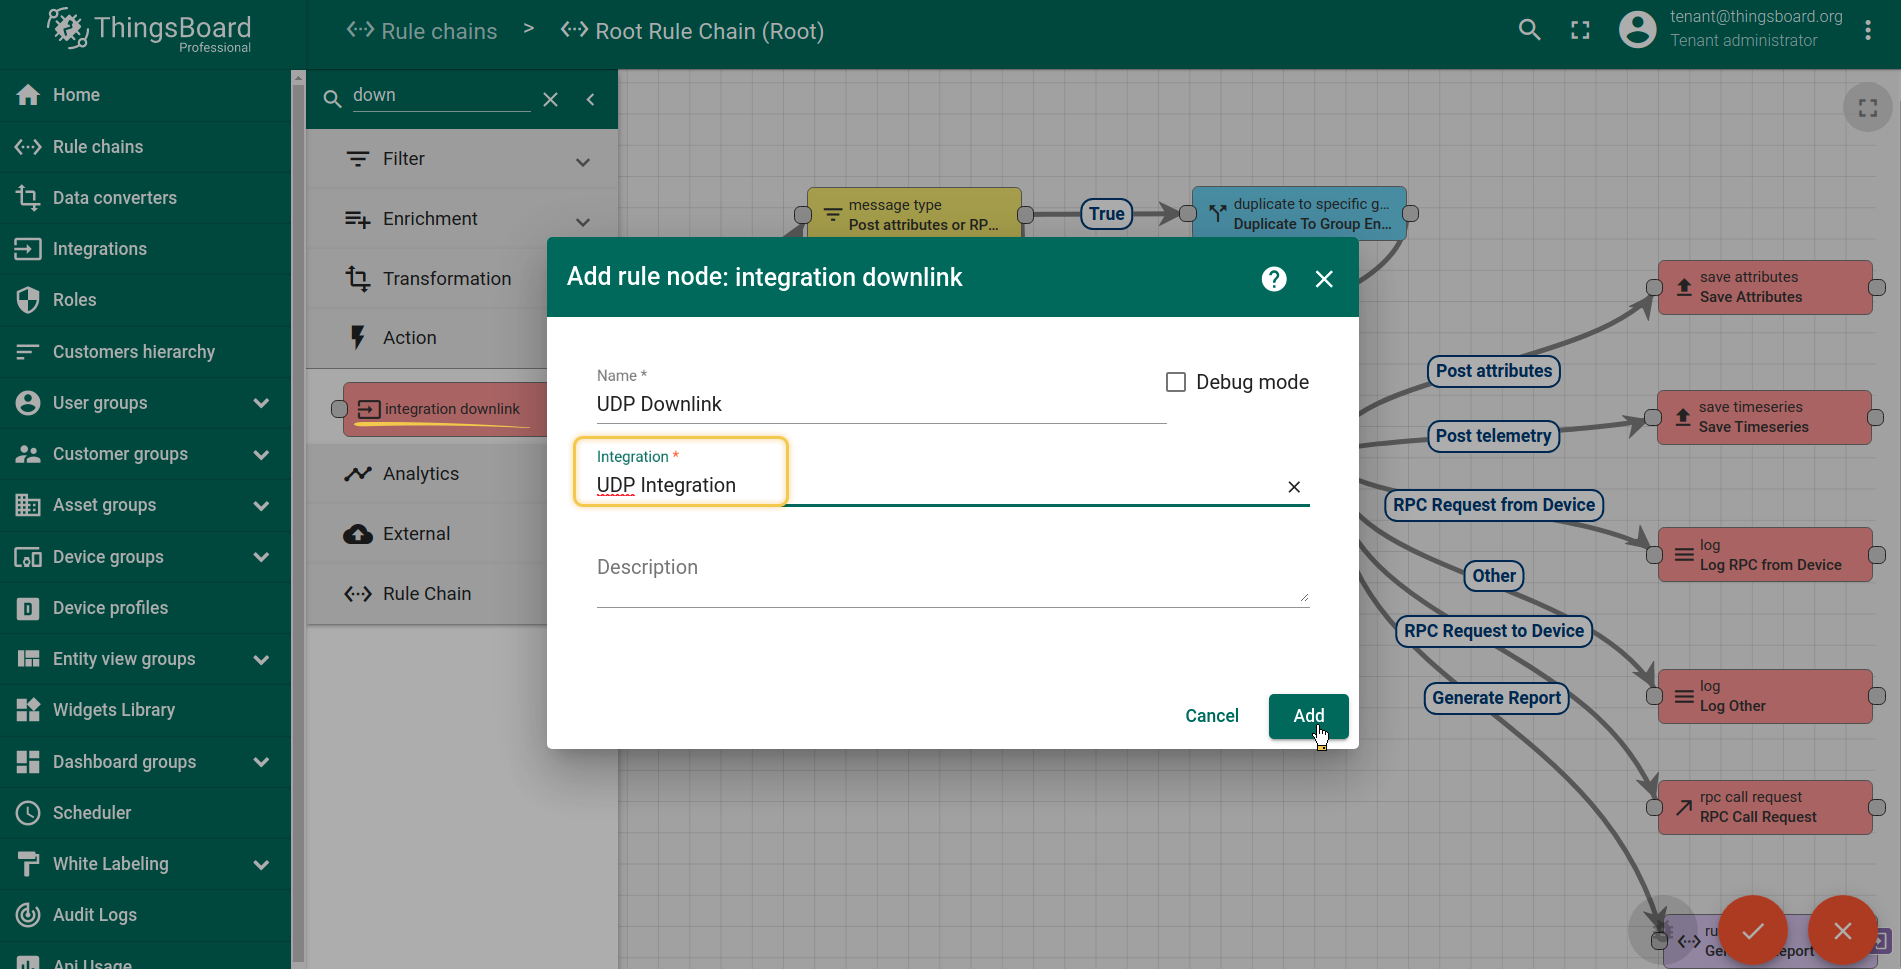 ThingsBoard
Professional
Rule chains > Root Rule Chain (Root)
tenant@thingsboard.org
Tenant administrator
Home
Rule chains
Data converters
Integrations
Roles
Customers hierarchy
User groups
Customer groups
Asset groups
Device groups
Device profiles
Entity view groups
Widgets Library
Dashboard groups
Scheduler
White Labeling
Audit Logs
Api Usage
down
Filter
Enrichment
Transformation
Action
integration downlink
Analytics
External
Rule Chain
message type
Post attributes or RP...
True
duplicate to specific g...
Duplicate To Group En...
Add rule node: integration downlink
Name *
UDP Downlink
Debug mode
Integration *
UDP Integration
Description
Cancel
Add
Post attributes
Post telemetry
RPC Request from Device
Other
RPC Request to Device
Generate Report
save attributes
Save Attributes
save timeseries
Save Timeseries
log
Log RPC from Device
log
Log Other
rpc call request
RPC Call Request